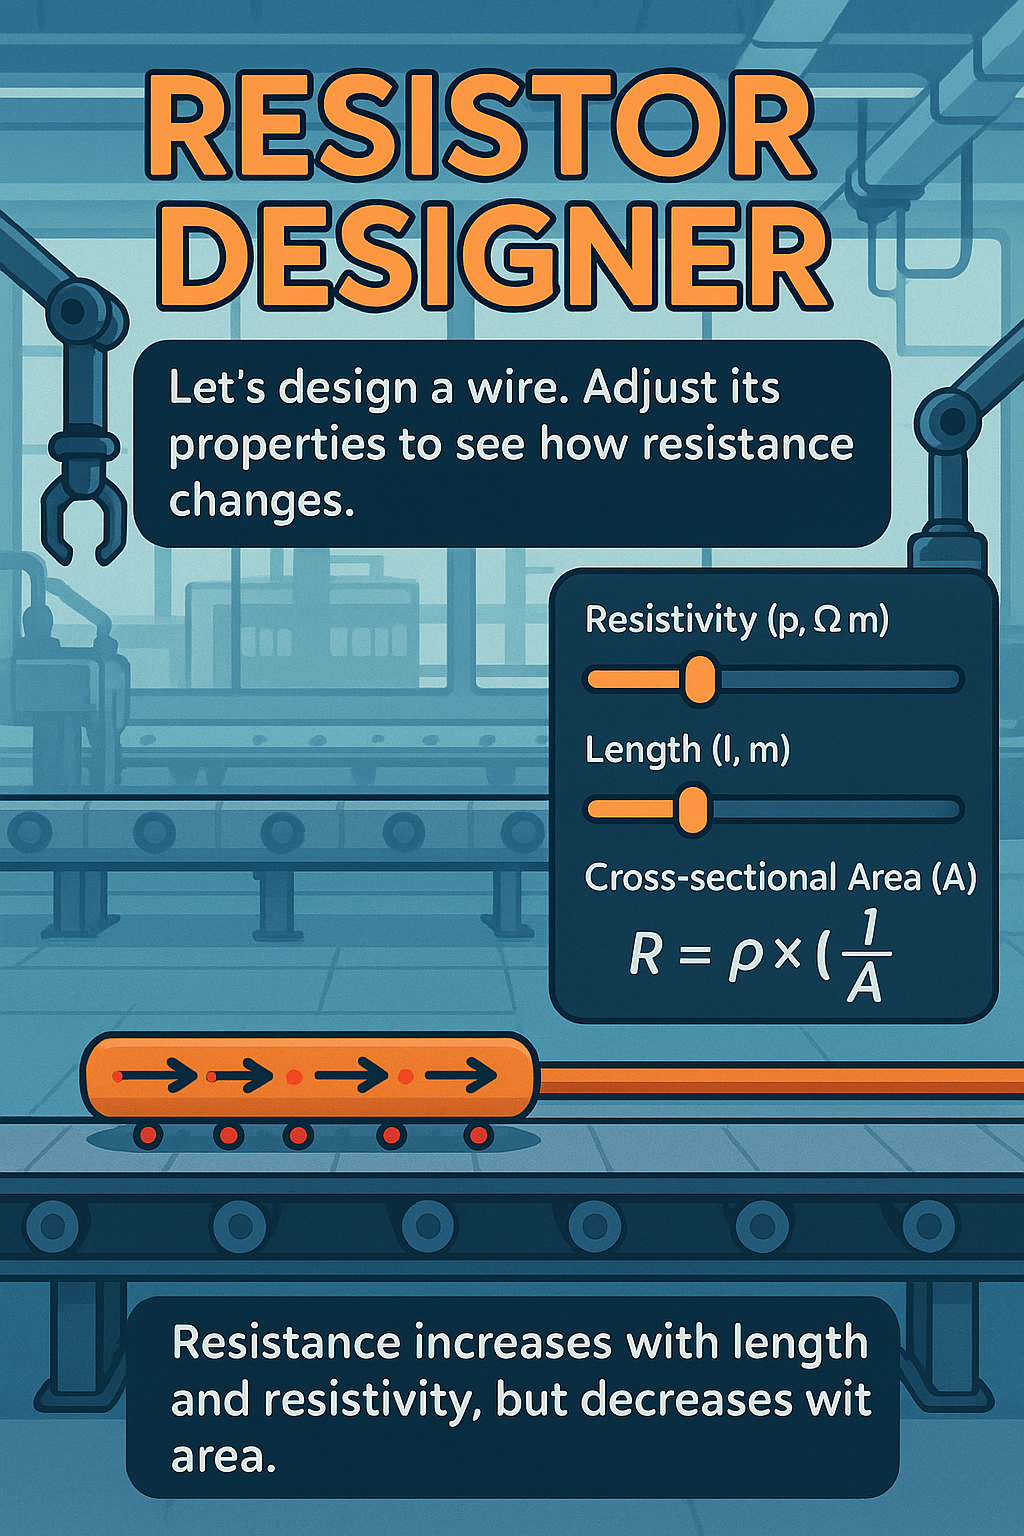 RESISTOR
DESIGNER
Let's design a wire. Adjust its
properties to see how resistance
changes.
Resistivity (p, Ω m)
Length (l, m)
Cross-sectional Area (A)
R = ρ × ( 1/A
Resistance increases with length
and resistivity, but decreases wit
area.